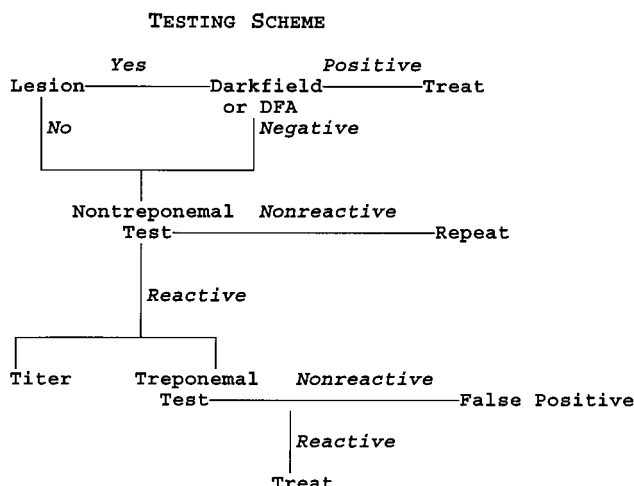 TESTING SCHEME
Yes Positive
Lesion Darkfield Treat
or DFA
No Negative
Nontreponemal Nonreactive
Test Repeat
Reactive
Titer Treponemal Nonreactive
Test False Positive
Reactive
Treat